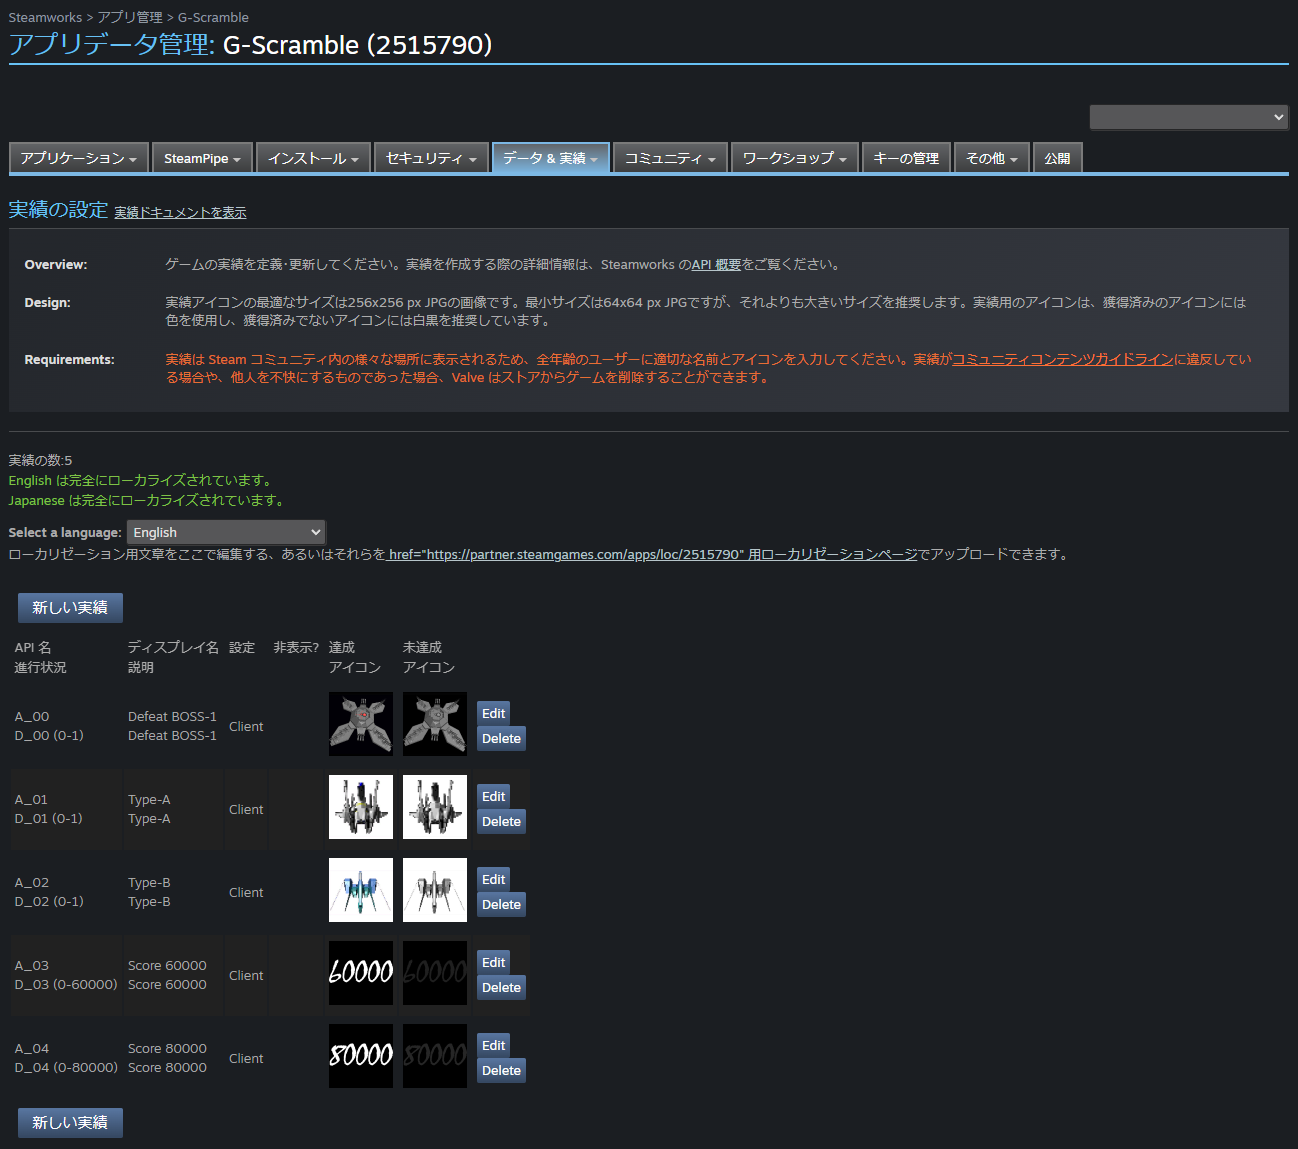 Steamworks > アプリ管理 > G-Scramble
アプリデータ管理: G-Scramble (2515790)
アプリケーション SteamPipe インストール セキュリティ データ & 実績 コミュニティ ワークショップ キーの管理 その他 公開
実績の設定 実績ドキュメントを表示
Overview: ゲームの実績を定義･更新してください。実績を作成する際の詳細情報は、Steamworks のAPI 概要をご覧ください。
Design: 実績アイコンの最適なサイズは256x256 px JPGの画像です。最小サイズは64x64 px JPGですが、それよりも大きいサイズを推奨します。実績用のアイコンは、獲得済みのアイコンには
色を使用し、獲得済みでないアイコンには白黒を推奨しています。
Requirements: 実績は Steam コミュニティ内の様々な場所に表示されるため、全年齢のユーザーに適切な名前とアイコンを入力してください。実績がコミュニティコンテンツガイドラインに違反してい
る場合や、他人を不快にするものであった場合、Valve はストアからゲームを削除することができます。
実績の数:5
English は完全にローカライズされています。
Japanese は完全にローカライズされています。
Select a language: English
ローカリゼーション用文章をここで編集する、あるいはそれらを href="https://partner.steamgames.com/apps/loc/2515790" 用ローカリゼーションページでアップロードできます。
新しい実績
API 名 ディスプレイ名 設定 非表示? 達成 未達成
進行状況 説明 アイコン アイコン
A_00 Defeat BOSS-1 Client Edit
D_00 (0-1) Defeat BOSS-1 Delete
A_01 Type-A Client Edit
D_01 (0-1) Type-A Delete
A_02 Type-B Client Edit
D_02 (0-1) Type-B Delete
A_03 Score 60000 Client 60000 60000 Edit
D_03 (0-60000) Score 60000 Delete
A_04 Score 80000 Client 80000 80000 Edit
D_04 (0-80000) Score 80000 Delete
新しい実績